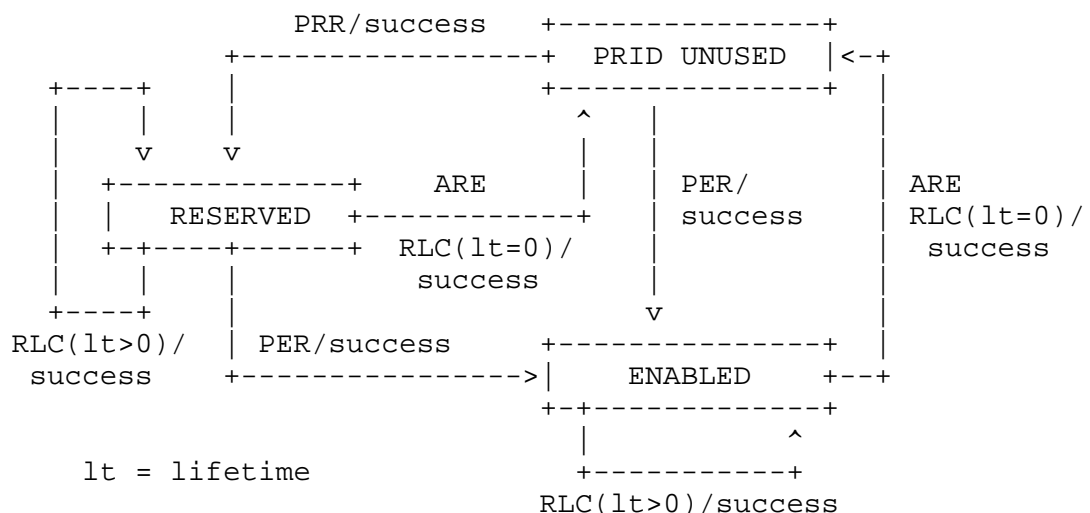 PRR/success
PRID UNUSED
ARE
PER/
ARE
RESERVED
success
RLC(lt=0)/
RLC(lt=0)/
success
success
RLC(lt>0)/
PER/success
success
ENABLED
lt = lifetime
RLC(lt>0)/success